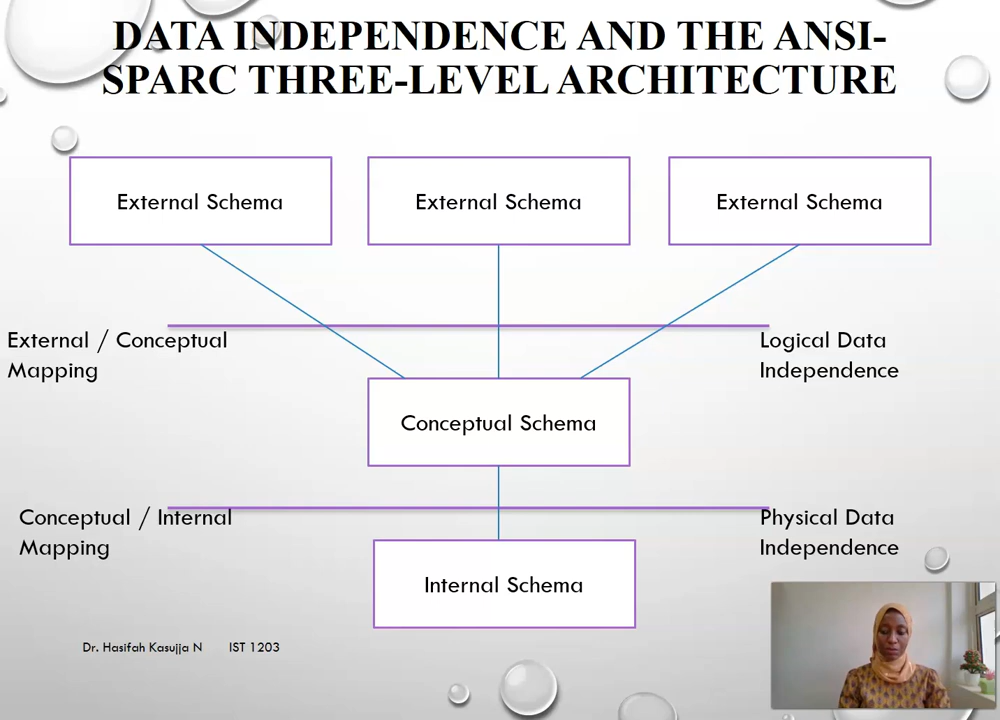 DATA INDEPENDENCE AND THE ANSI-
SPARC THREE-LEVEL ARCHITECTURE
External Schema
External Schema
External Schema
External / Conceptual
Mapping
Logical Data
Independence
Conceptual Schema
Conceptual / Internal
Mapping
Physical Data
Independence
Internal Schema
Dr. Hasifah Kasujja N IST 1203